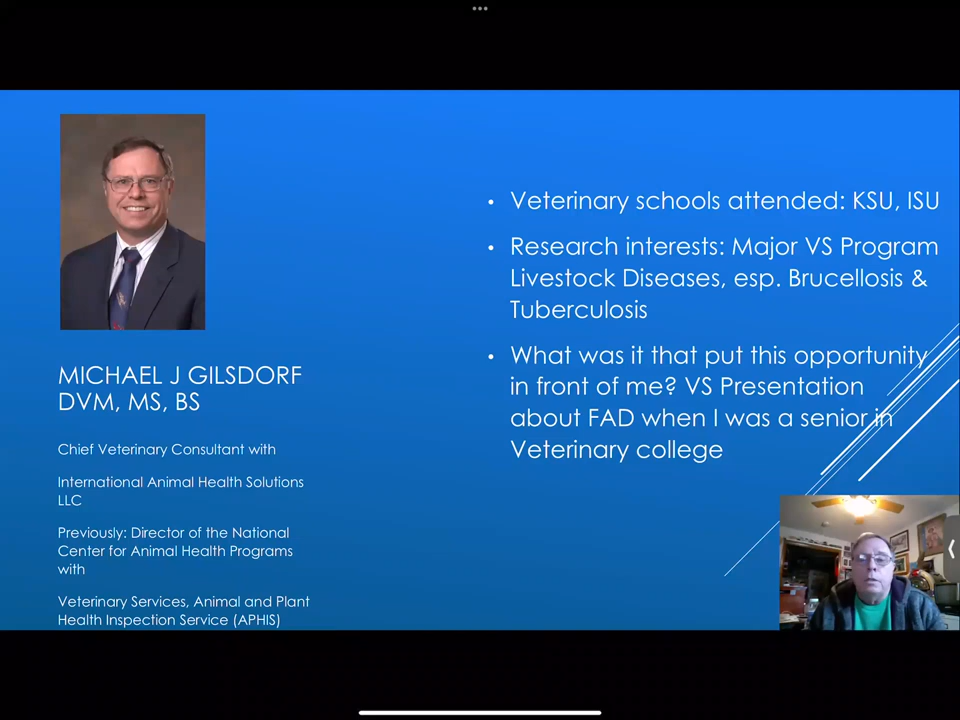 MICHAEL J GILSDORF
DVM, MS, BS
Chief Veterinary Consultant with
International Animal Health Solutions
LLC
Previously: Director of the National
Center for Animal Health Programs
with
Veterinary Services, Animal and Plant
Health Inspection Service (APHIS)
• Veterinary schools attended: KSU, ISU
• Research interests: Major VS Program
Livestock Diseases, esp. Brucellosis &
Tuberculosis
• What was it that put this opportunity
in front of me? VS Presentation
about FAD when I was a senior in
Veterinary college